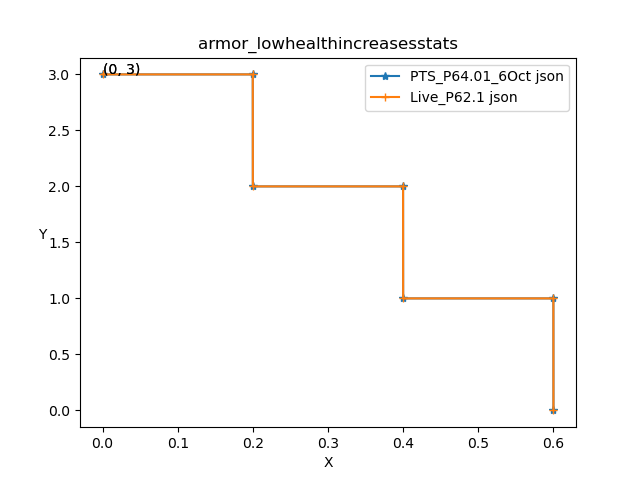 armor_lowhealthincreasesstats
(0, 3)
PTS_P64.01_6Oct json
Live_P62.1 json
3.0
2.5
2.0
1.5
1.0
0.5
0.0
Y
0.0 0.1 0.2 0.3 0.4 0.5 0.6
X